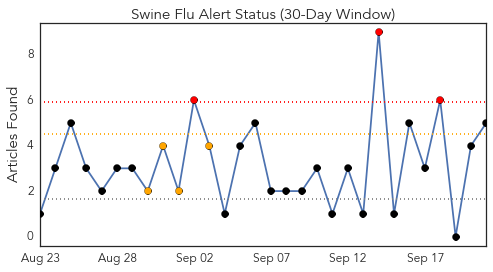 Swine Flu Alert Status (30-Day Window)
Articles Found
8
6
4
2
0
Aug 23 Aug 28 Sep 02 Sep 07 Sep 12 Sep 17